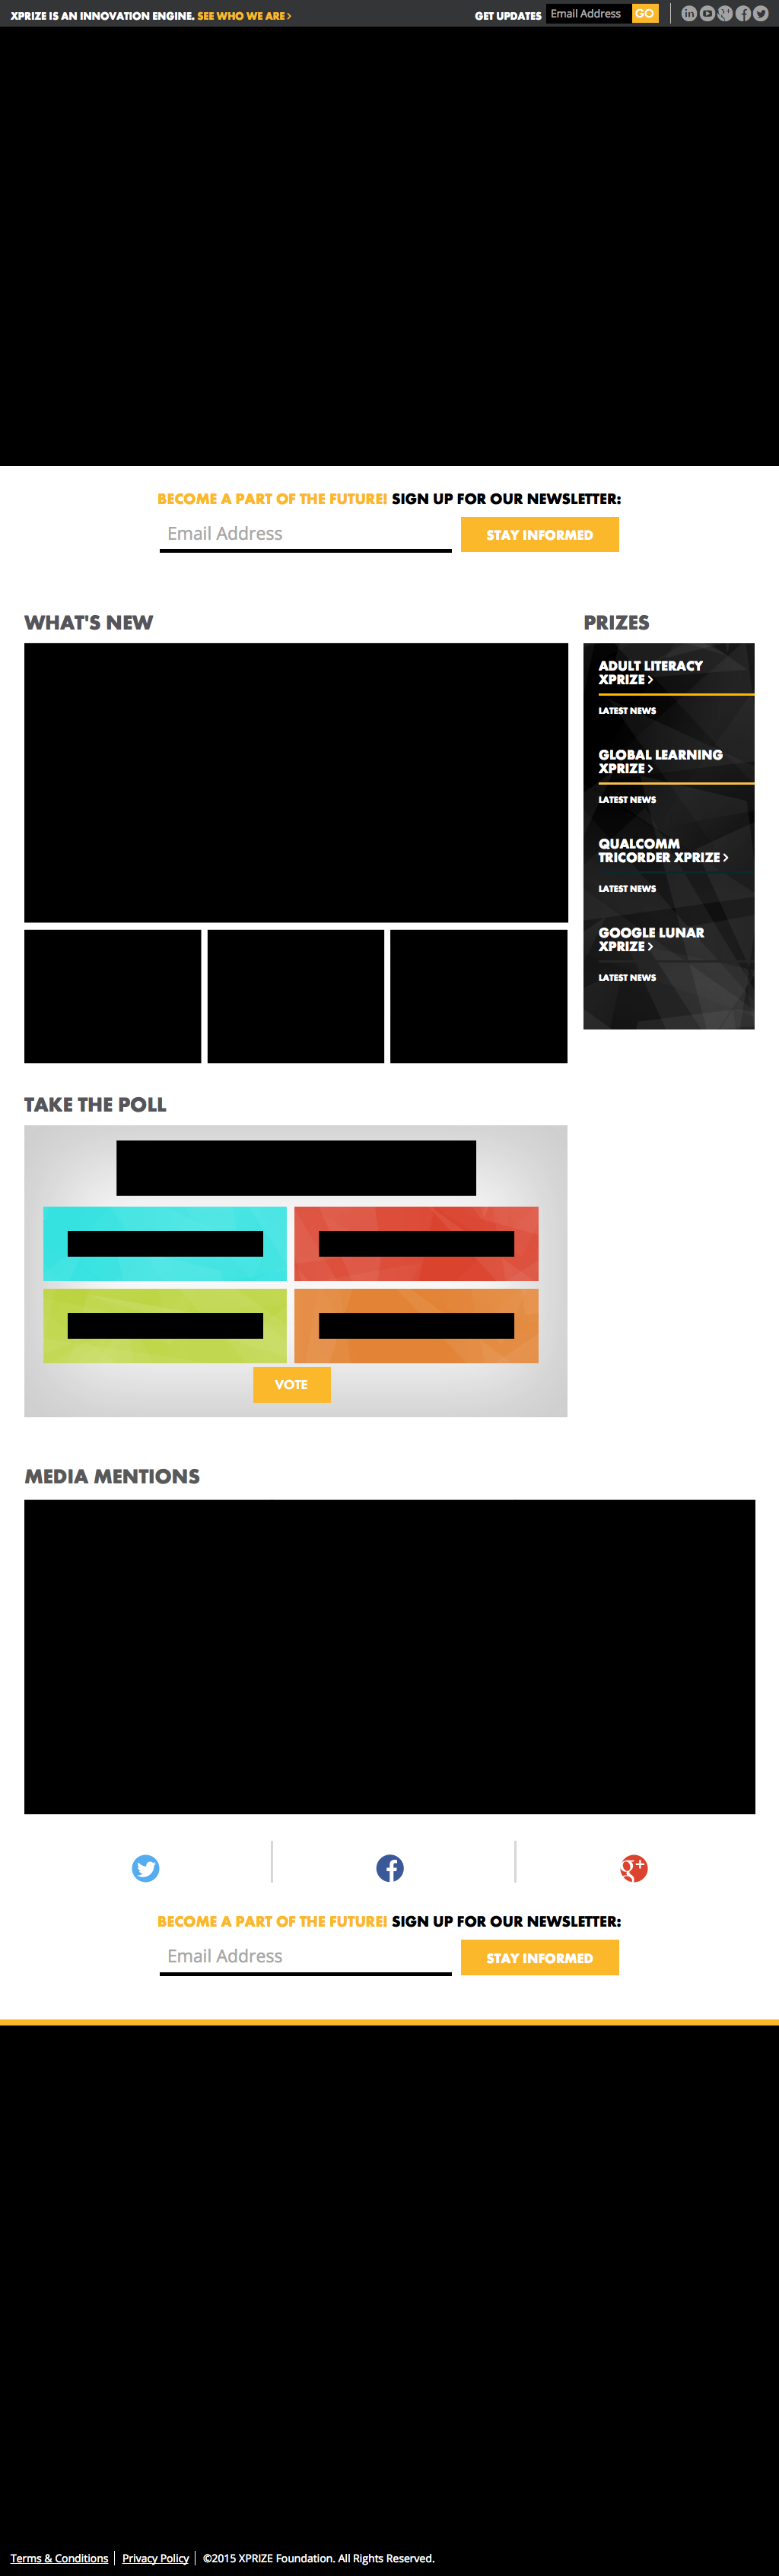 XPRIZE IS AN INNOVATION ENGINE. SEE WHO WE ARE >
GET UPDATES Email Address GO
BECOME A PART OF THE FUTURE! SIGN UP FOR OUR NEWSLETTER:
Email Address STAY INFORMED
WHAT'S NEW
PRIZES
ADULT LITERACY
XPRIZE >
LATEST NEWS
GLOBAL LEARNING
XPRIZE >
LATEST NEWS
QUALCOMM
TRICORDER XPRIZE >
LATEST NEWS
GOOGLE LUNAR
XPRIZE >
LATEST NEWS
TAKE THE POLL
VOTE
MEDIA MENTIONS
BECOME A PART OF THE FUTURE! SIGN UP FOR OUR NEWSLETTER:
Email Address STAY INFORMED
Terms & Conditions Privacy Policy ©2015 XPRIZE Foundation. All Rights Reserved.